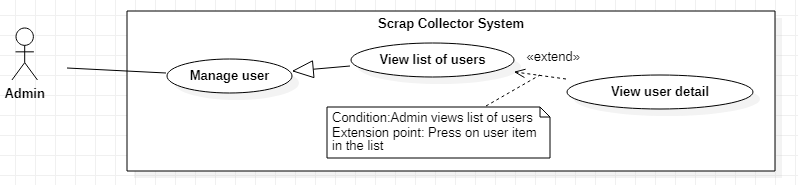 Scrap Collector System
Admin
Manage user
View list of users
«extend»
View user detail
Condition:Admin views list of users
Extension point: Press on user item
in the list